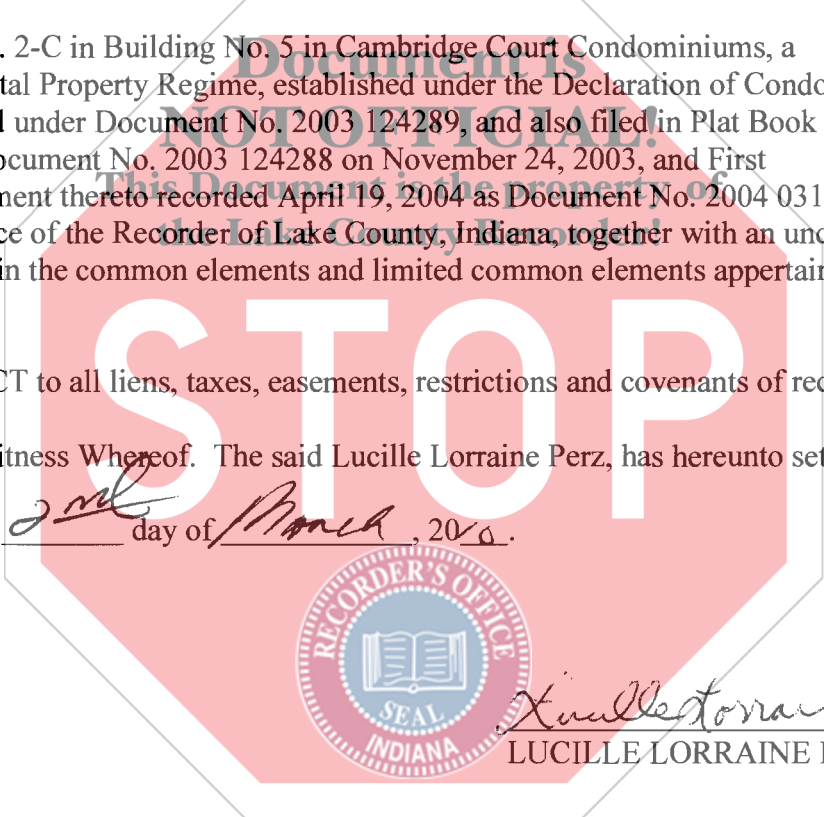 . 2-C in Building No. 5 in Cambridge Court Condominiums, a
Document is
tal Property Regime, established under the Declaration of Condo
l under Document No. 2003 124289, and also filed in Plat Book
NOT OFFICIAL!
ocument No. 2003 124288 on November 24, 2003, and First
This Document is the property of
ment thereto recorded April 19, 2004 as Document No. 2004 031
the Lake County Recorder!
ce of the Recorder of Lake County, Indiana, together with an und
in the common elements and limited common elements appertain
STOP
CT to all liens, taxes, easements, restrictions and covenants of rec
itness Whereof. The said Lucille Lorraine Perz, has hereunto set
2nd day of March, 2010.
RECORDER'S OFFICE
SEAL
INDIANA
Lucille Lorrai
LUCILLE LORRAINE